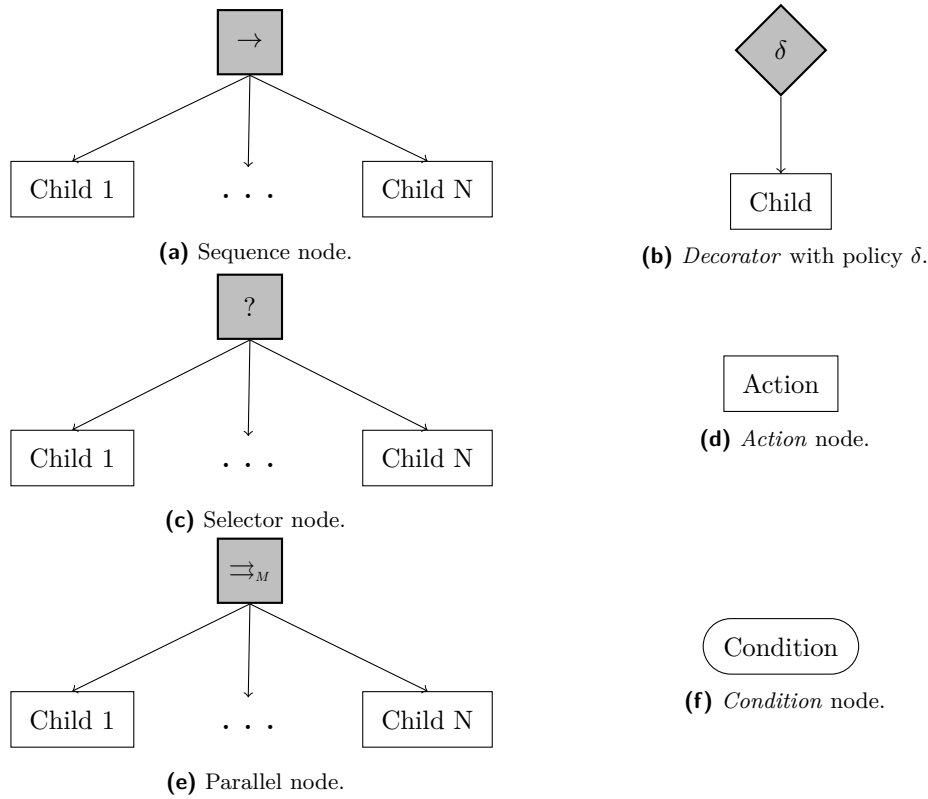 →
δ
Child 1
. . .
Child N
Child
(a) Sequence node.
(b) Decorator with policy δ.
?
Child 1
. . .
Child N
Action
(c) Selector node.
(d) Action node.
⇉M
Child 1
. . .
Child N
Condition
(e) Parallel node.
(f) Condition node.